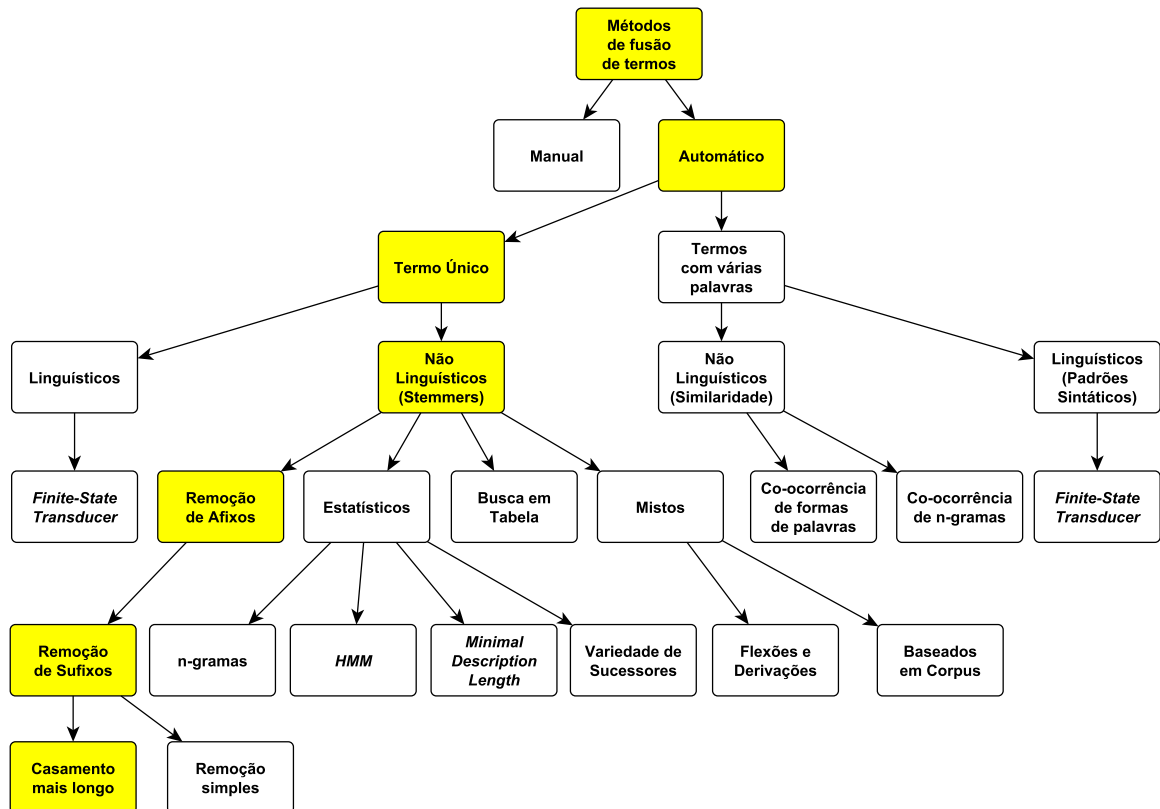 Métodos
de fusão
de termos
Manual
Automático
Termo Único
Termos
com várias
palavras
Linguísticos
Não
Linguísticos
(Stemmers)
Não
Linguísticos
(Similaridade)
Linguísticos
(Padrões
Sintáticos)
Finite-State
Transducer
Remoção
de Afixos
Estatísticos
Busca em
Tabela
Mistos
Co-ocorrência
de formas
de palavras
Co-ocorrência
de n-gramas
Finite-State
Transducer
Remoção
de Sufixos
n-gramas
HMM
Minimal
Description
Length
Variedade de
Sucessores
Flexões e
Derivações
Baseados
em Corpus
Casamento
mais longo
Remoção
simples